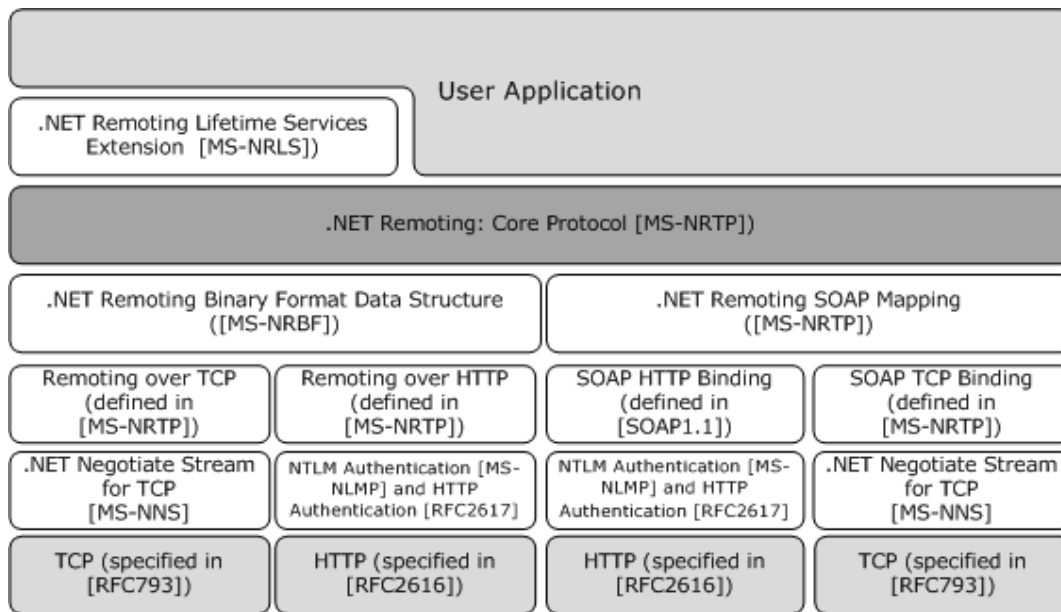 User Application
.NET Remoting Lifetime Services
Extension [MS-NRLS])
.NET Remoting: Core Protocol [MS-NRTP])
.NET Remoting Binary Format Data Structure
([MS-NRBF])
.NET Remoting SOAP Mapping
([MS-NRTP])
Remoting over TCP
(defined in
[MS-NRTP])
Remoting over HTTP
(defined in
[MS-NRTP])
SOAP HTTP Binding
(defined in
[SOAP1.1])
SOAP TCP Binding
(defined in
[MS-NRTP])
.NET Negotiate Stream
for TCP
[MS-NNS]
NTLM Authentication [MS-
NLMP] and HTTP
Authentication [RFC2617]
NTLM Authentication [MS-
NLMP] and HTTP
Authentication [RFC2617]
.NET Negotiate Stream
for TCP
[MS-NNS]
TCP (specified in
[RFC793])
HTTP (specified in
[RFC2616])
HTTP (specified in
[RFC2616])
TCP (specified in
[RFC793])